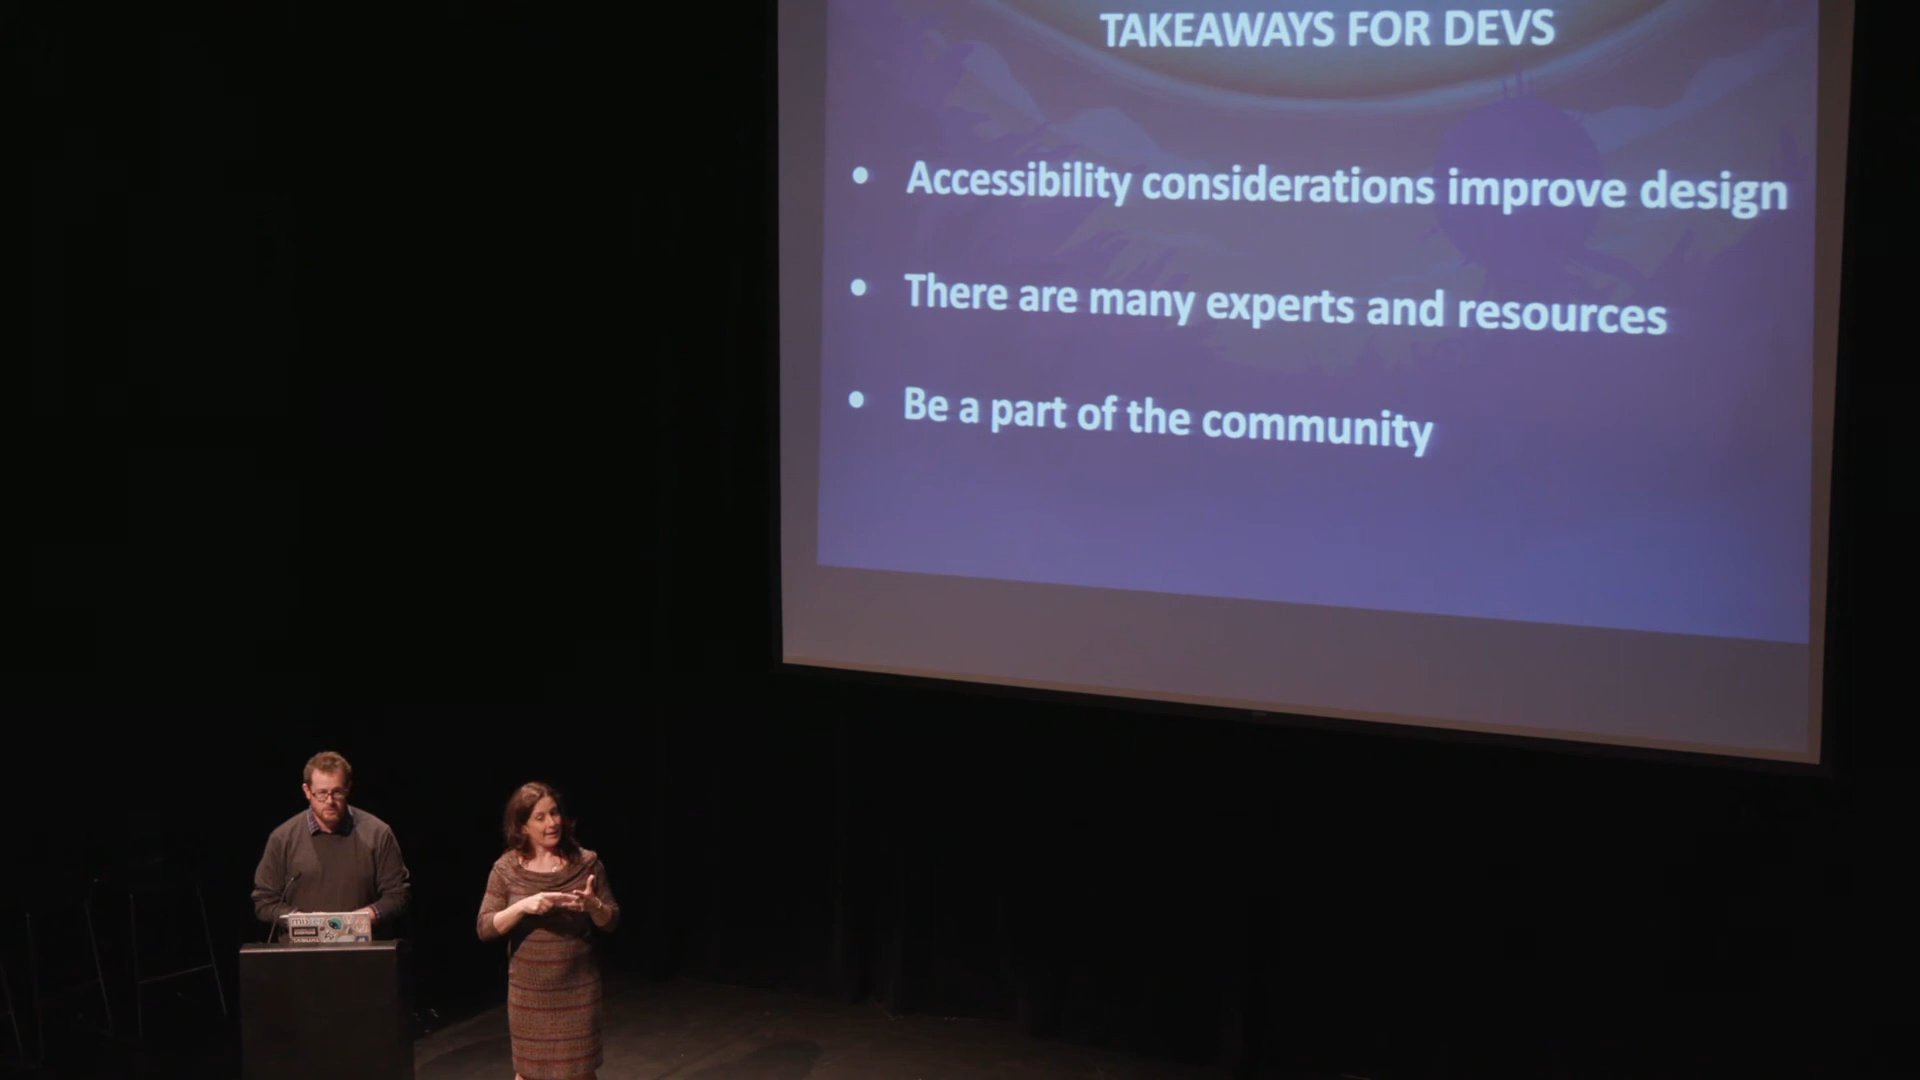 TAKEAWAYS FOR DEVS
• Accessibility considerations improve design
• There are many experts and resources
• Be a part of the community